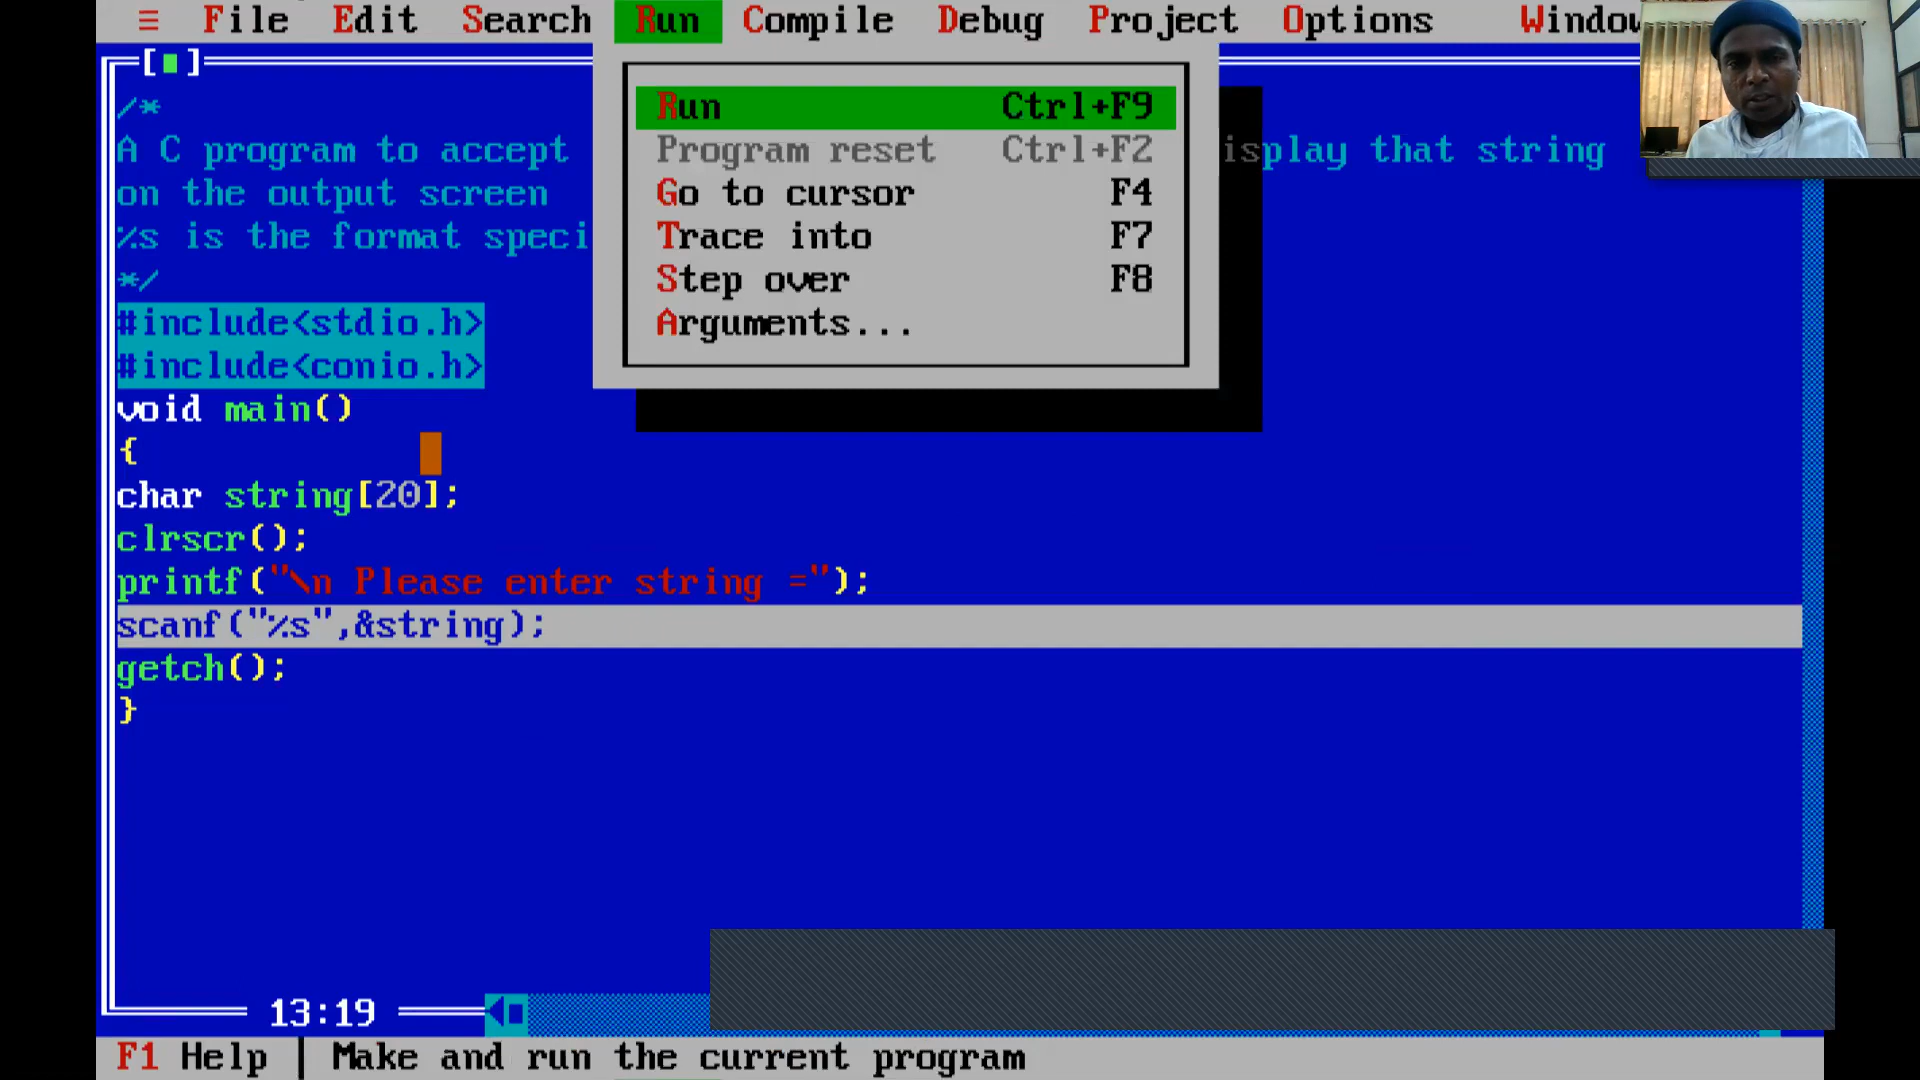 ≡ File Edit Search Run Compile Debug Project Options Window
[■]
Run Ctrl+F9
Program reset Ctrl+F2
Go to cursor F4
Trace into F7
Step over F8
Arguments...
/*
A C program to accept isplay that string
on the output screen
%s is the format speci
*/
#include<stdio.h>
#include<conio.h>
void main()
{
char string[20];
clrscr();
printf("\n Please enter string =");
scanf("%s",&string);
getch();
}
13:19
F1 Help | Make and run the current program